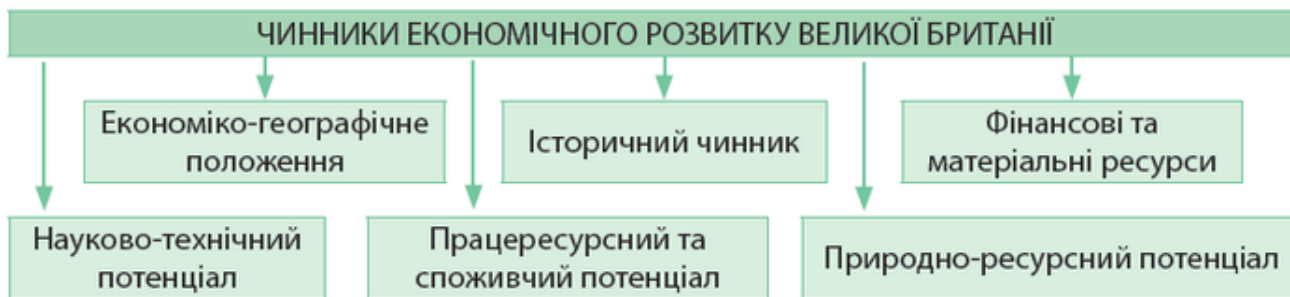 ЧИННИКИ ЕКОНОМІЧНОГО РОЗВИТКУ ВЕЛИКОЇ БРИТАНІЇ
Економіко-географічне
положення
Історичний чинник
Фінансові та
матеріальні ресурси
Науково-технічний
потенціал
Працересурсний та
споживчий потенціал
Природно-ресурсний потенціал